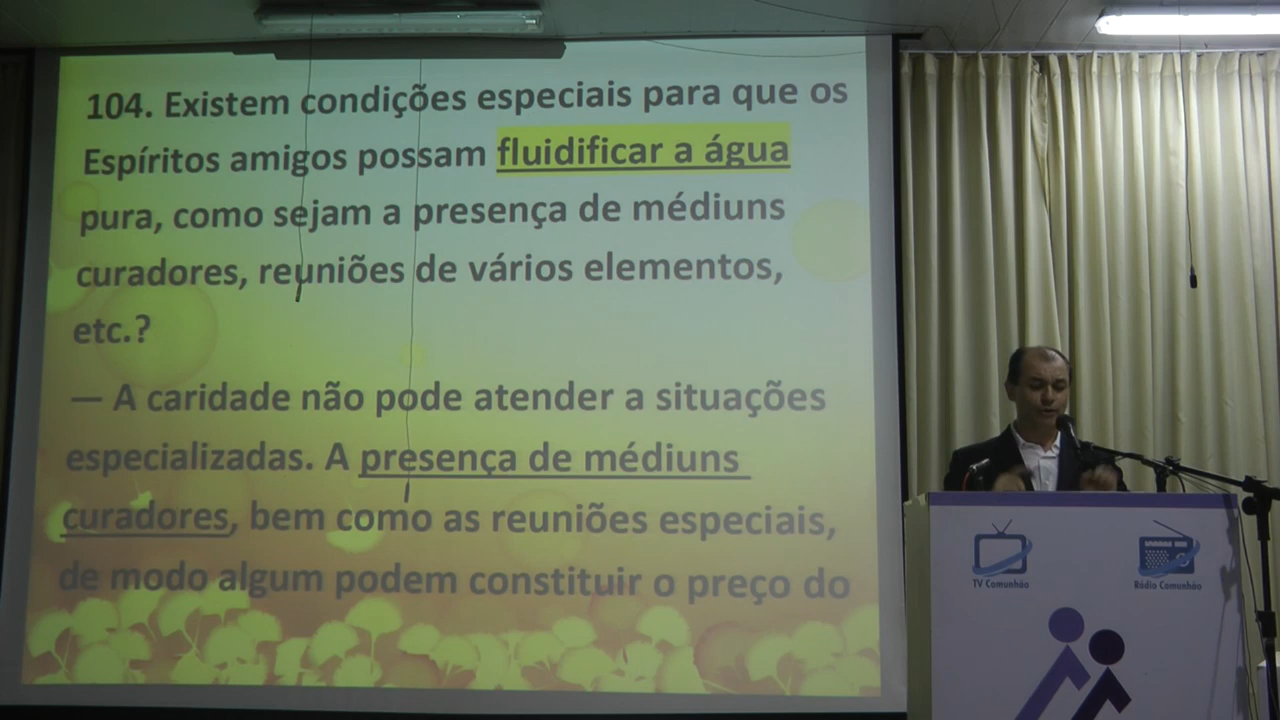 104. Existem condições especiais para que os
Espíritos amigos possam fluidificar a água
pura, como sejam a presença de médiuns
curadores, reuniões de vários elementos,
etc.?
— A caridade não pode atender a situações
especializadas. A presença de médiuns
curadores, bem como as reuniões especiais,
de modo algum podem constituir o preço do
TV Comunhão
Rádio Comunhão